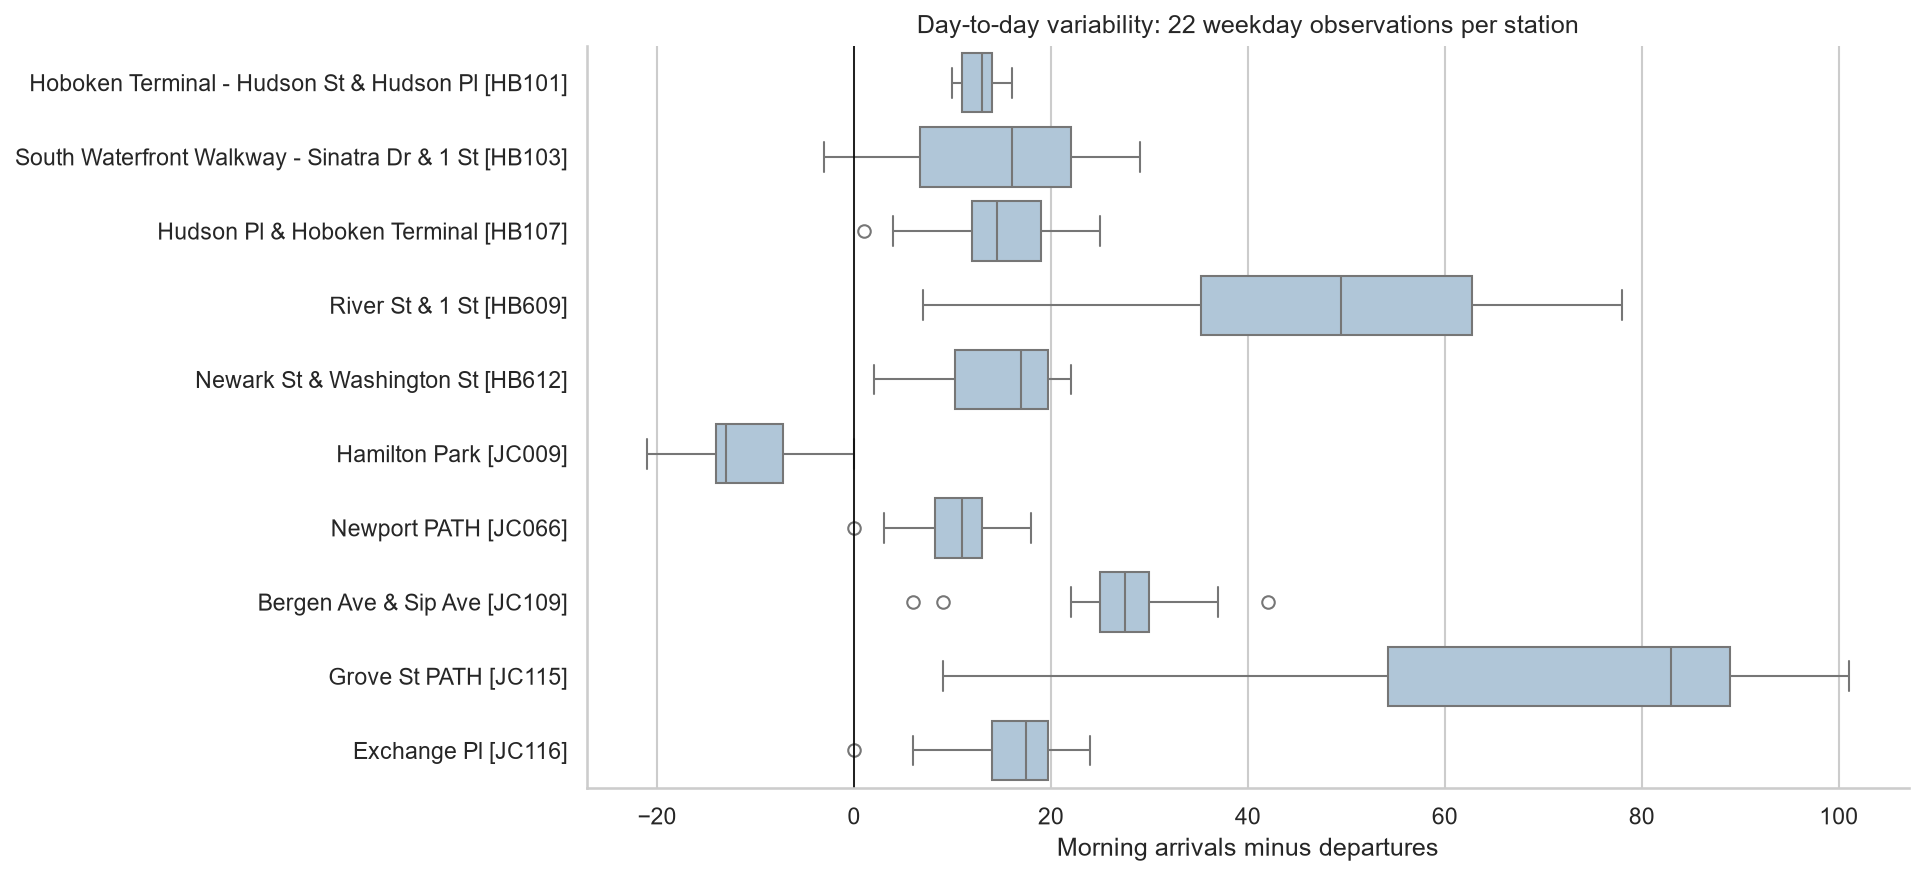 Day-to-day variability: 22 weekday observations per station
Hoboken Terminal - Hudson St & Hudson Pl [HB101]
South Waterfront Walkway - Sinatra Dr & 1 St [HB103]
Hudson Pl & Hoboken Terminal [HB107]
River St & 1 St [HB609]
Newark St & Washington St [HB612]
Hamilton Park [JC009]
Newport PATH [JC066]
Bergen Ave & Sip Ave [JC109]
Grove St PATH [JC115]
Exchange Pl [JC116]
−20 0 20 40 60 80 100
Morning arrivals minus departures